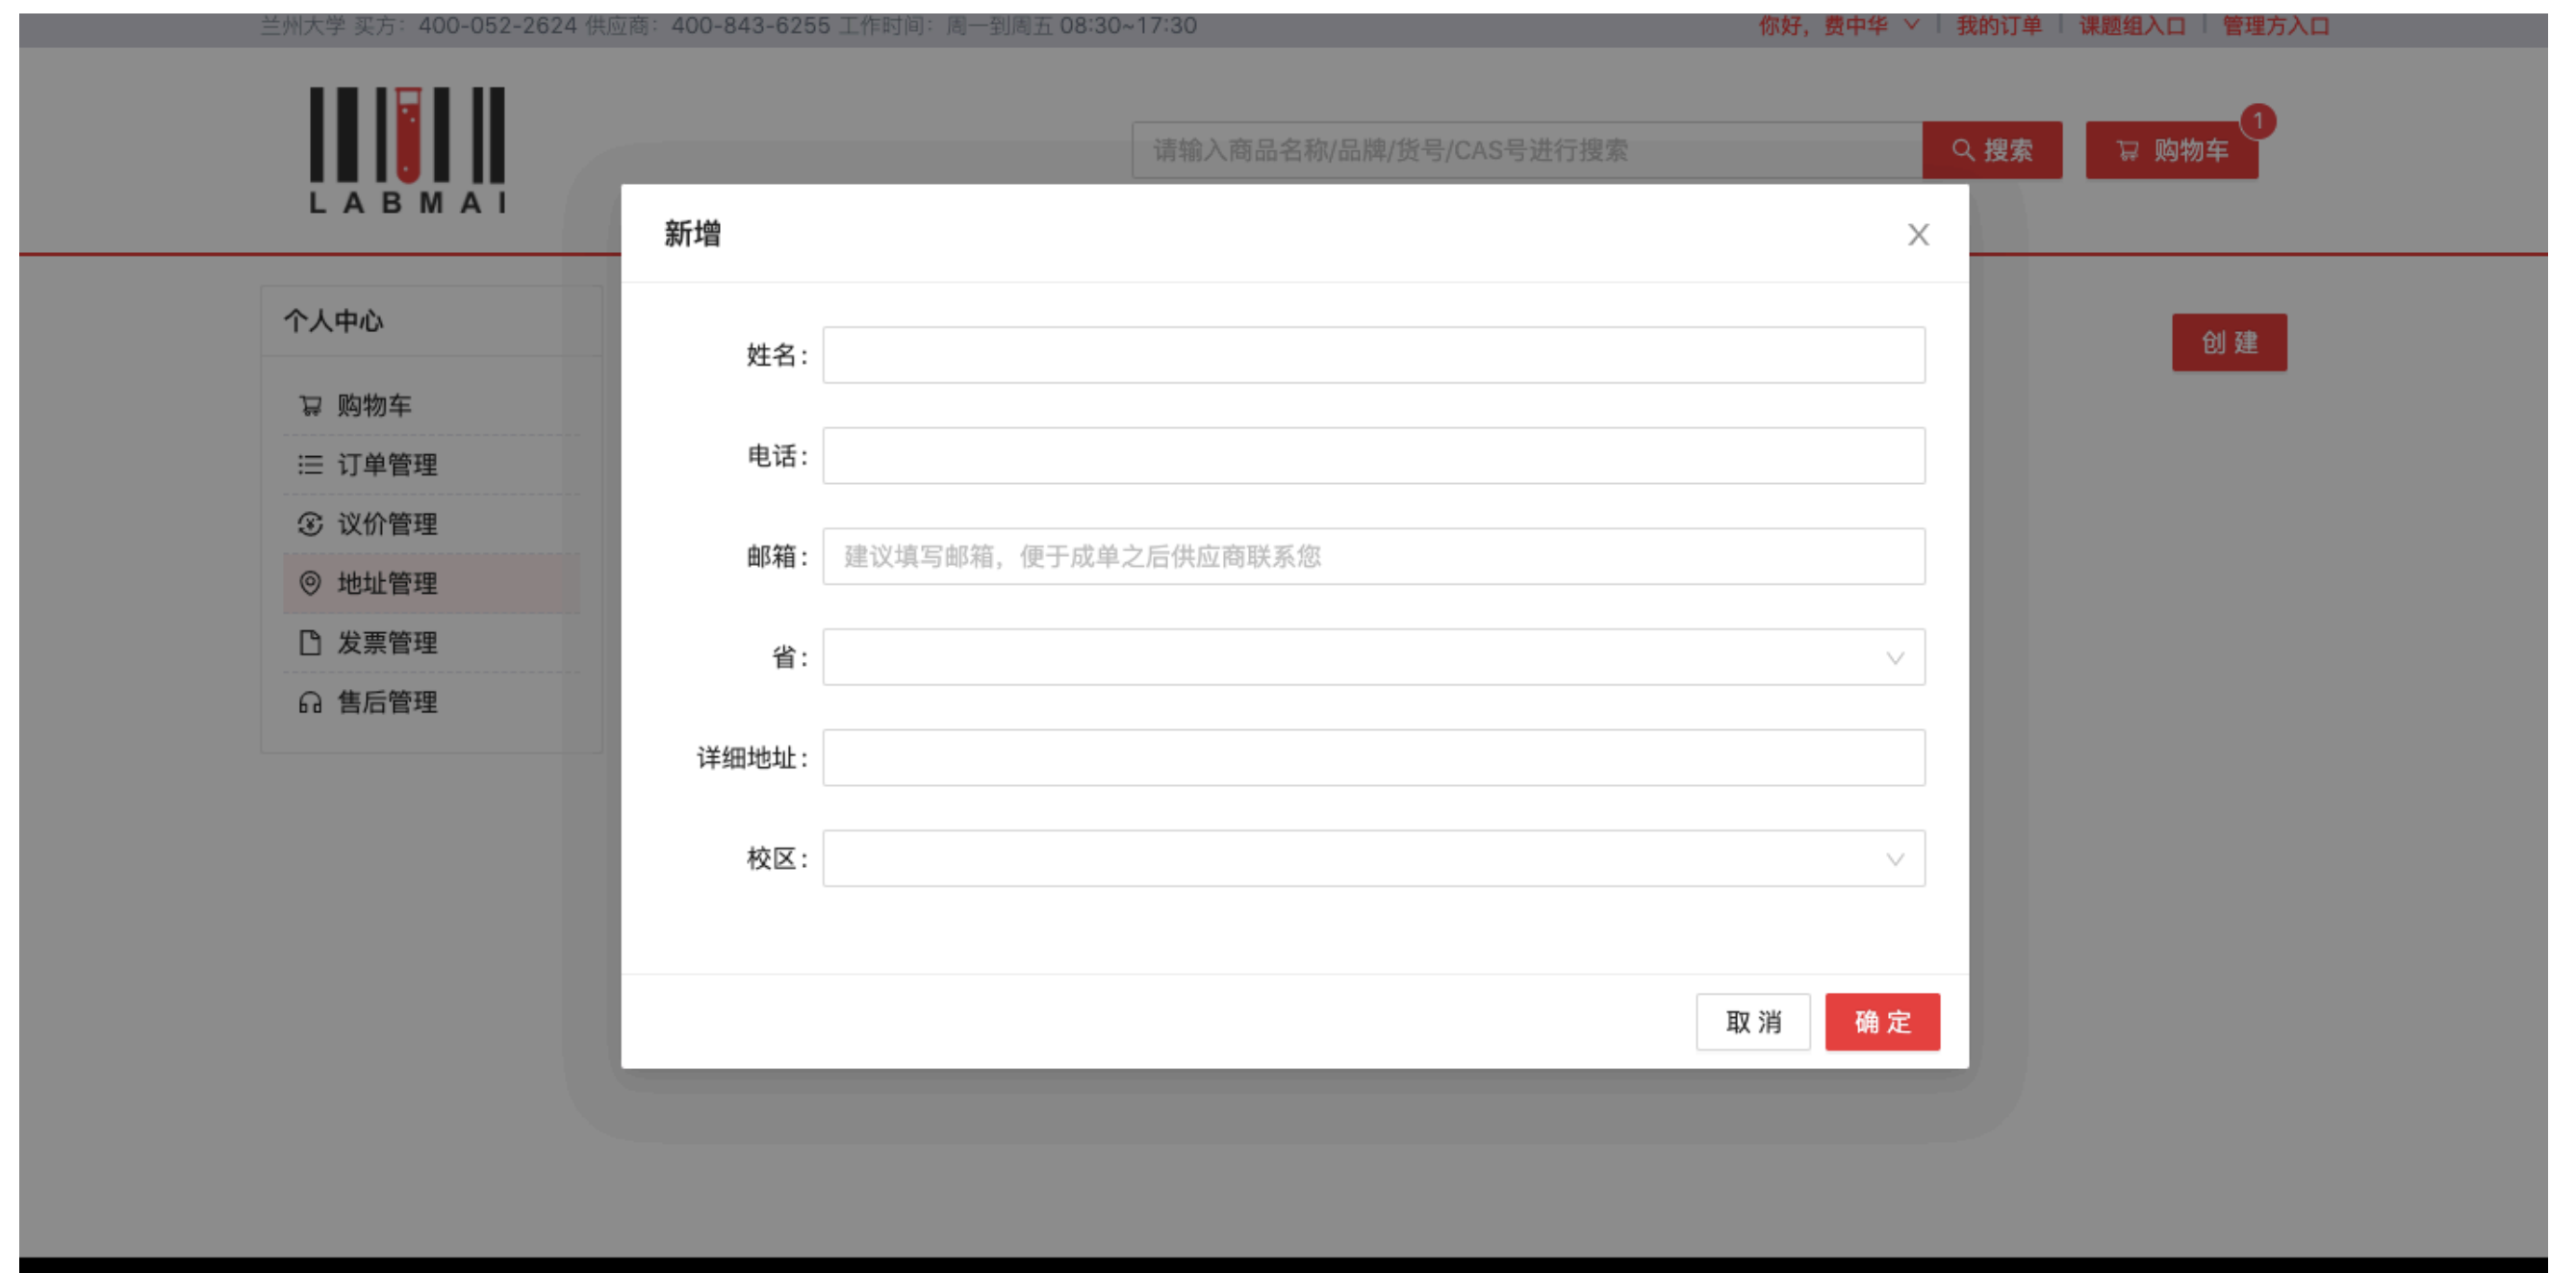 兰州大学 买方：400-052-2624 供应商：400-843-6255 工作时间：周一到周五 08:30~17:30
你好，费中华 我的订单 课题组入口 管理方入口
LABMAI
请输入商品名称/品牌/货号/CAS号进行搜索
搜索
购物车
1
新增
X
个人中心
购物车
订单管理
议价管理
地址管理
发票管理
售后管理
创建
姓名：
电话：
邮箱： 建议填写邮箱，便于成单之后供应商联系您
省：
详细地址：
校区：
取消
确定